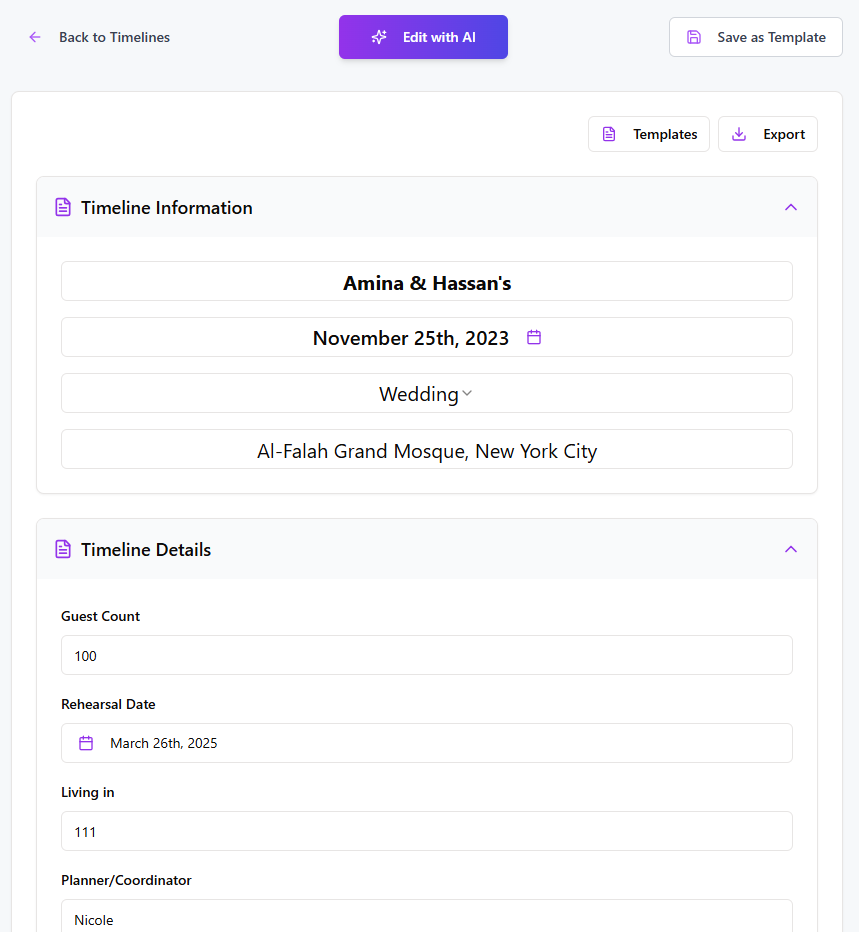 Back to Timelines
Edit with AI
Save as Template
Templates
Export
Timeline Information
Amina & Hassan's
November 25th, 2023
Wedding
Al-Falah Grand Mosque, New York City
Timeline Details
Guest Count
100
Rehearsal Date
March 26th, 2025
Living in
111
Planner/Coordinator
Nicole